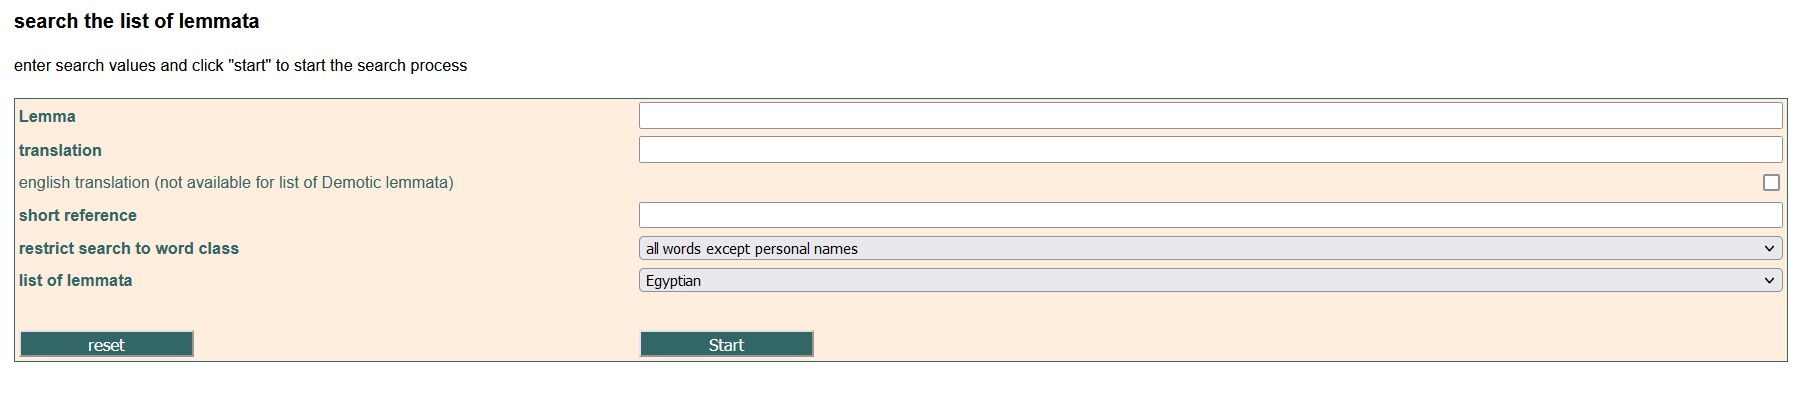 search the list of lemmata
enter search values and click "start" to start the search process
Lemma
translation
english translation (not available for list of Demotic lemmata)
short reference
restrict search to word class all words except personal names
list of lemmata Egyptian
reset Start